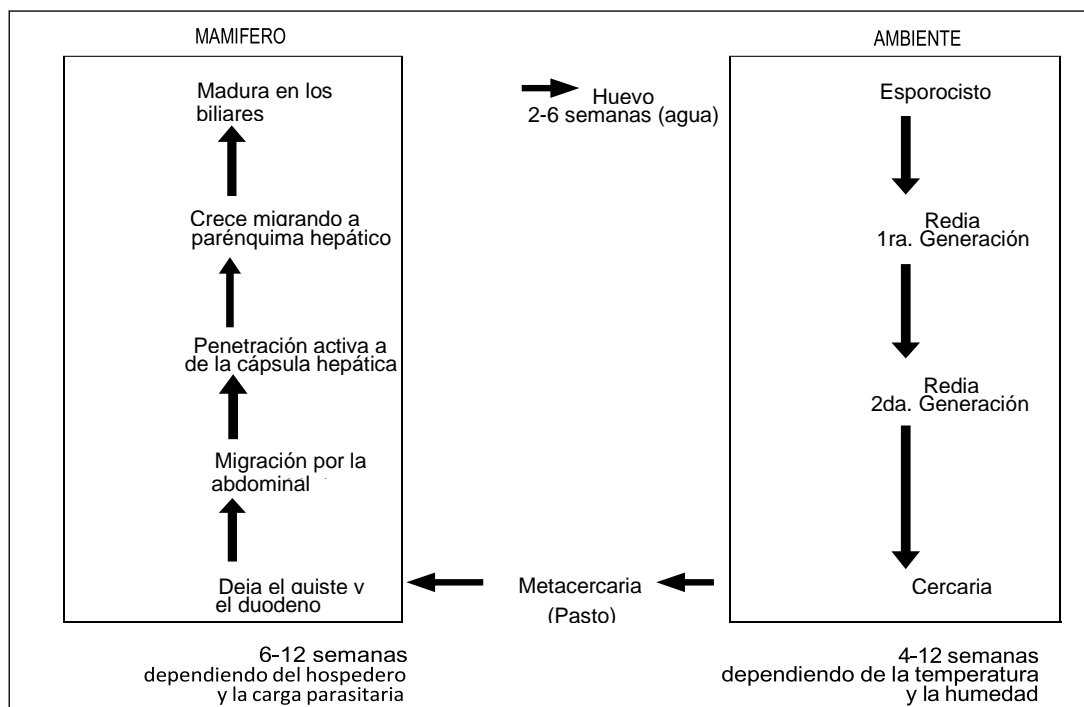 MAMIFERO
Madura en los
biliares
Crece migrando a
parénquima hepático
Penetración activa a
de la cápsula hepática
Migración por la
abdominal
Deja el quiste y
el duodeno
6-12 semanas
dependiendo del hospedero
y la carga parasitaria
Huevo
2-6 semanas (agua)
Metacercaria
(Pasto)
AMBIENTE
Esporocisto
Redia
1ra. Generación
Redia
2da. Generación
Cercaria
4-12 semanas
dependiendo de la temperatura
y la humedad